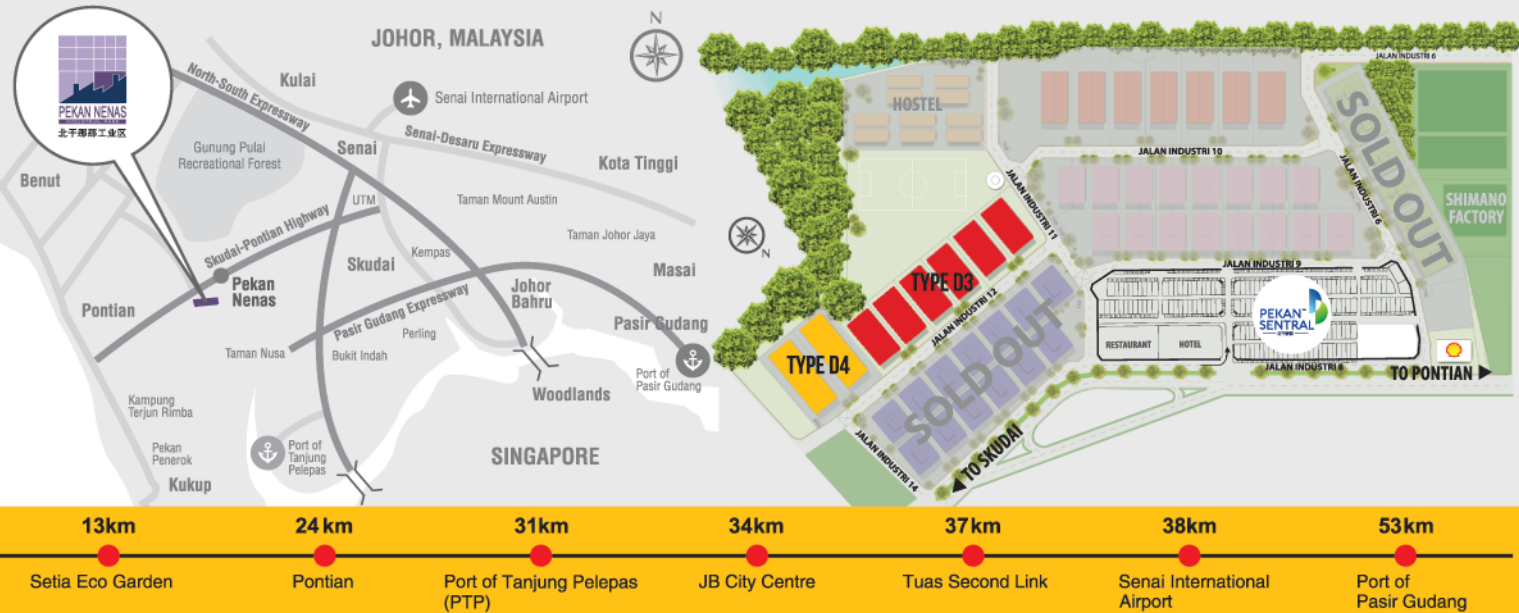 JOHOR, MALAYSIA
N
PEKAN NENAS
INDUSTRIAL PARK
北干那那工业区
North-South Expressway
Kulai
Senai International Airport
Senai-Desaru Expressway
Gunung Pulai
Recreational Forest
Senai
Kota Tinggi
Benut
UTM
Taman Mount Austin
Skudai-Pontian Highway
Taman Johor Jaya
Kempas
N
Skudai
Masai
Pekan
Nenas
Pontian
Johor
Bahru
Pasir Gudang Expressway
Perling
Pasir Gudang
Taman Nusa
Bukit Indah
Port of
Pasir Gudang
Woodlands
Kampung
Terjun Rimba
Port of
Tanjung
Pelepas
Pekan
Penerok
SINGAPORE
Kukup
JALAN INDUSTRI 6
HOSTEL
SOLD OUT
JALAN INDUSTRI 10
JALAN INDUSTRI 11
JALAN INDUSTRI 6
SHIMANO
FACTORY
JALAN INDUSTRI 9
TYPE D3
JALAN INDUSTRI 12
PEKAN
SENTRAL
RESTAURANT
HOTEL
TYPE D4
SOLD OUT
JALAN INDUSTRI 8
TO PONTIAN
JALAN INDUSTRI 14
TO SKUDAI
13km
24km
31km
34km
37km
38km
53km
Setia Eco Garden
Pontian
Port of Tanjung Pelepas
(PTP)
JB City Centre
Tuas Second Link
Senai International
Airport
Port of
Pasir Gudang